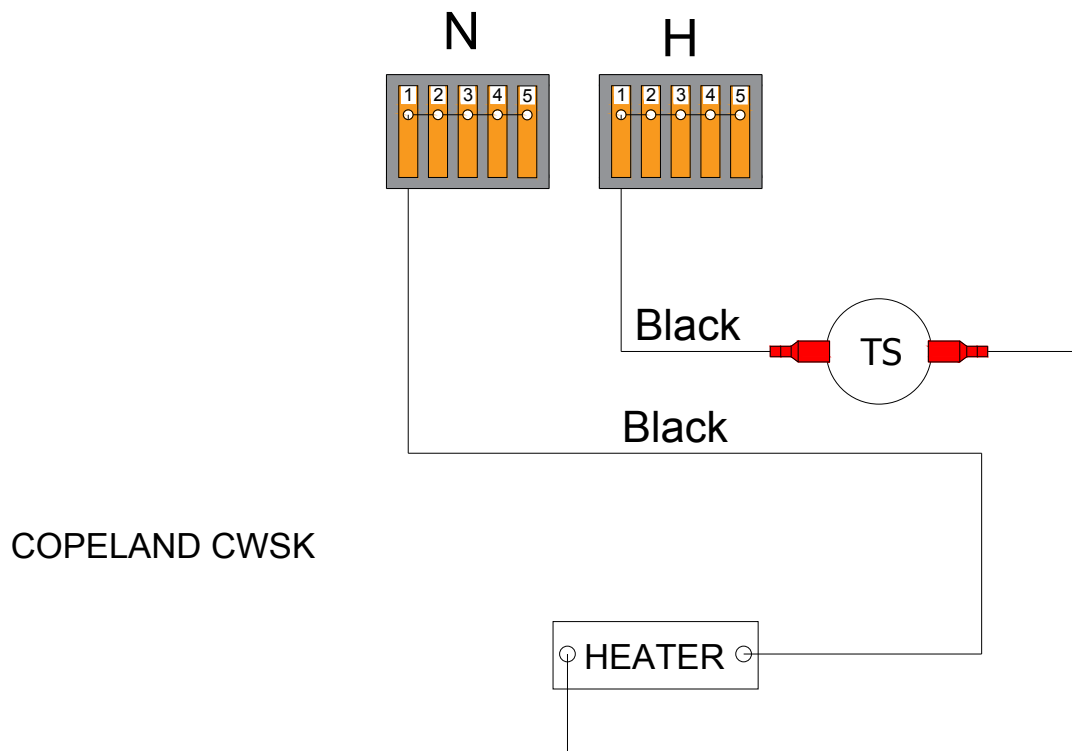 N H
1 2 3 4 5 1 2 3 4 5
Black
TS
Black
COPELAND CWSK
HEATER